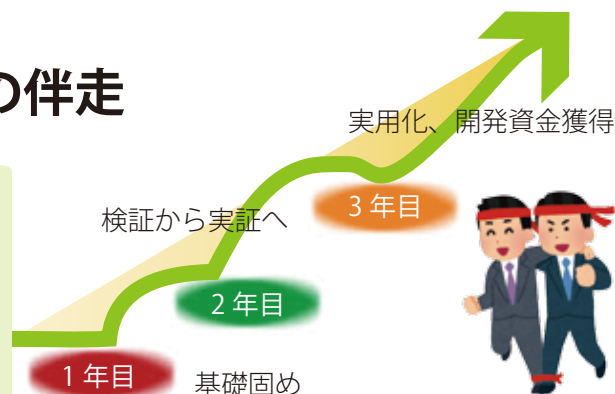 の伴走
実用化、開発資金獲得
3 年目
検証から実証へ
2 年目
1 年目
基礎固め